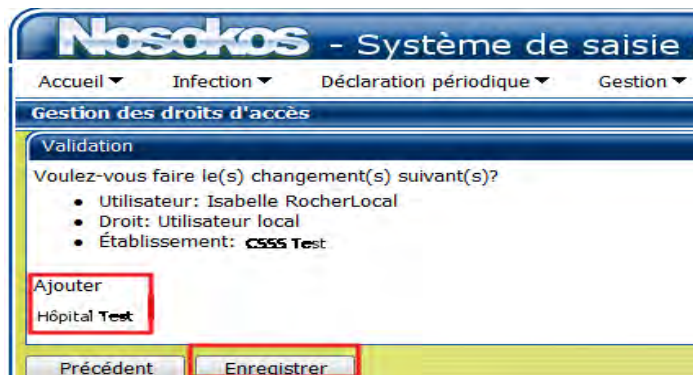 Nosokos - Système de saisie
Accueil ▼ Infection ▼ Déclaration périodique ▼ Gestion ▼
Gestion des droits d'accès
Validation
Voulez-vous faire le(s) changement(s) suivant(s)?
• Utilisateur: Isabelle RocherLocal
• Droit: Utilisateur local
• Établissement: CSSS Test
Ajouter
Hôpital Test
Précédent Enregistrer